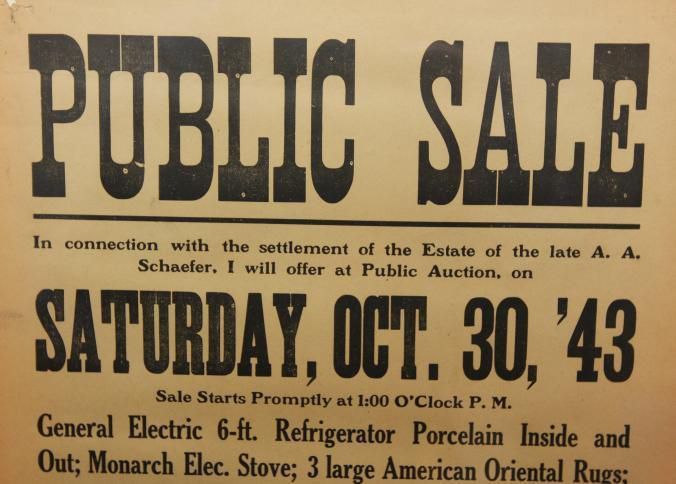 PUBLIC SALE
In connection with the settlement of the Estate of the late A. A.
Schaefer, I will offer at Public Auction, on
SATURDAY, OCT. 30, '43
Sale Starts Promptly at 1:00 O'Clock P. M.
General Electric 6-ft. Refrigerator Porcelain Inside and
Out; Monarch Elec. Stove; 3 large American Oriental Rugs;